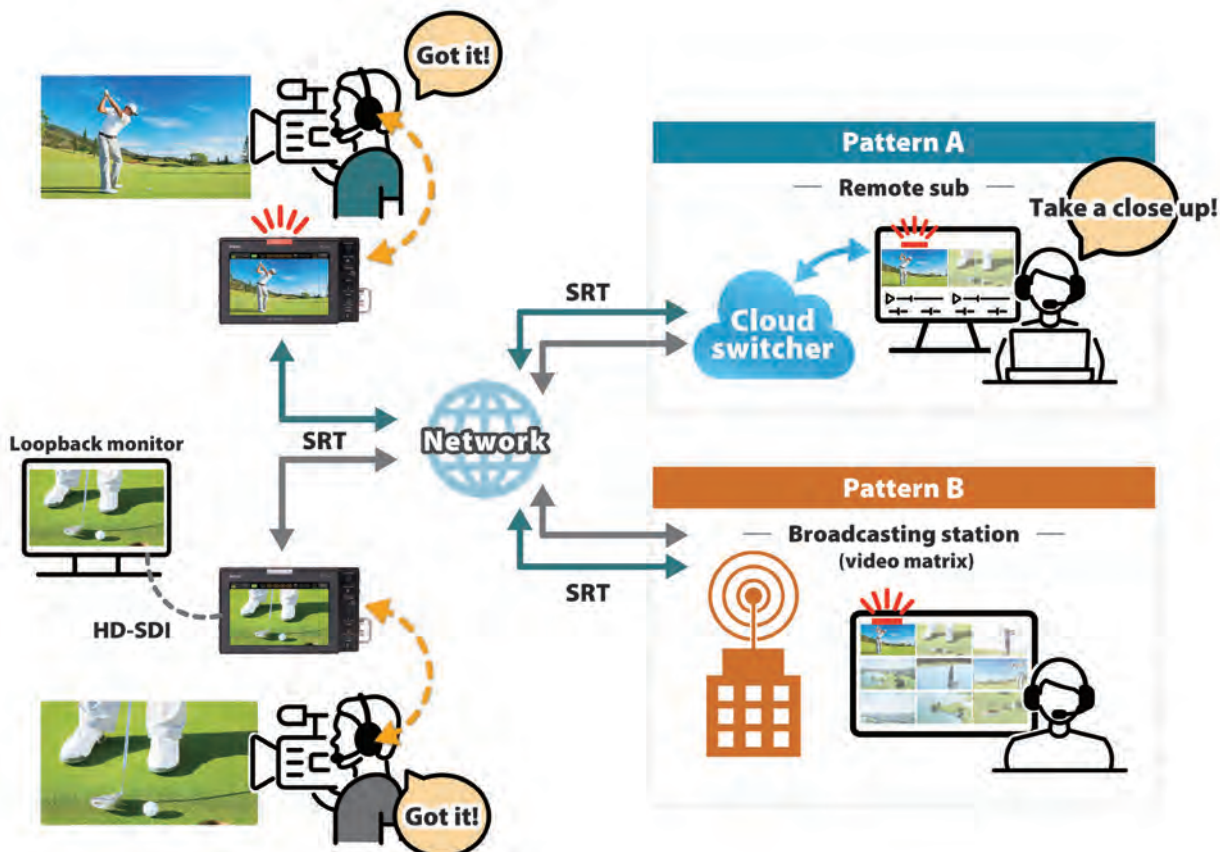 Got it!
Pattern A
Remote sub
Take a close up!
SRT
Cloud
switcher
Loopback monitor
SRT
Network
Pattern B
Broadcasting station
(video matrix)
SRT
HD-SDI
Got it!